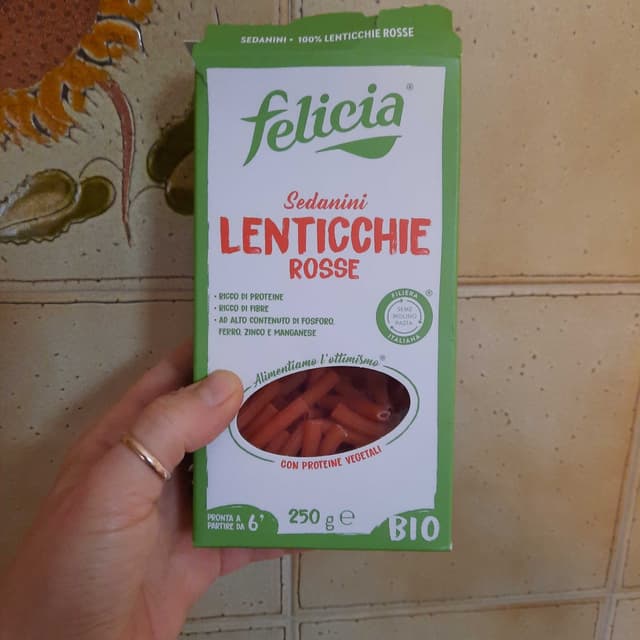 SEDANINI • 100% LENTICCHIE ROSSE
felicia®
Sedanini
LENTICCHIE
ROSSE
• RICCO DI PROTEINE
• RICCO DI FIBRE
• AD ALTO CONTENUTO DI FOSFORO,
FERRO, ZINCO E MANGANESE
FILIERA ®
SEME
MOLINO
PASTA
ITALIANA
Alimentiamo l'ottimismo®
CON PROTEINE VEGETALI
PRONTA A
PARTIRE DA 6'
250 g ℮
BIO